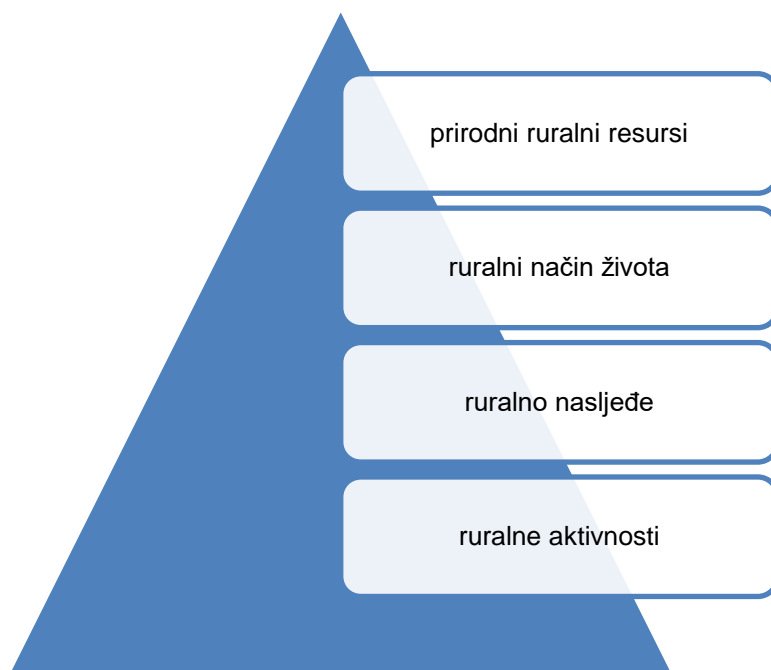 prirodni ruralni resursi
ruralni način života
ruralno nasljeđe
ruralne aktivnosti